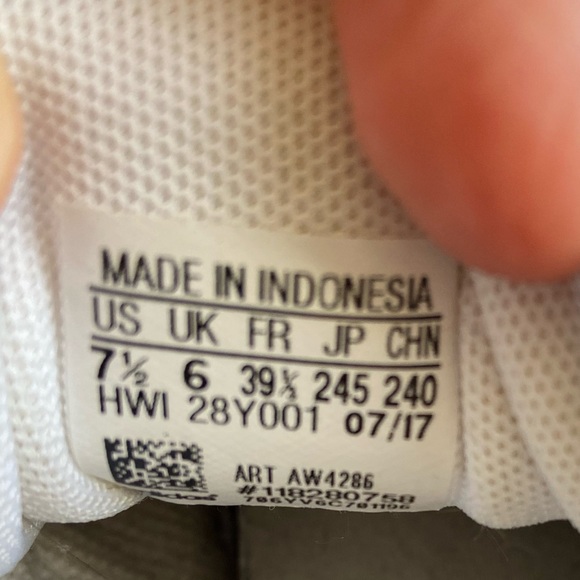 MADE IN INDONESIA
US UK FR JP CHN
7½ 6 39⅓ 245 240
HWI 28Y001 07/17
ART AW4286
#118280758